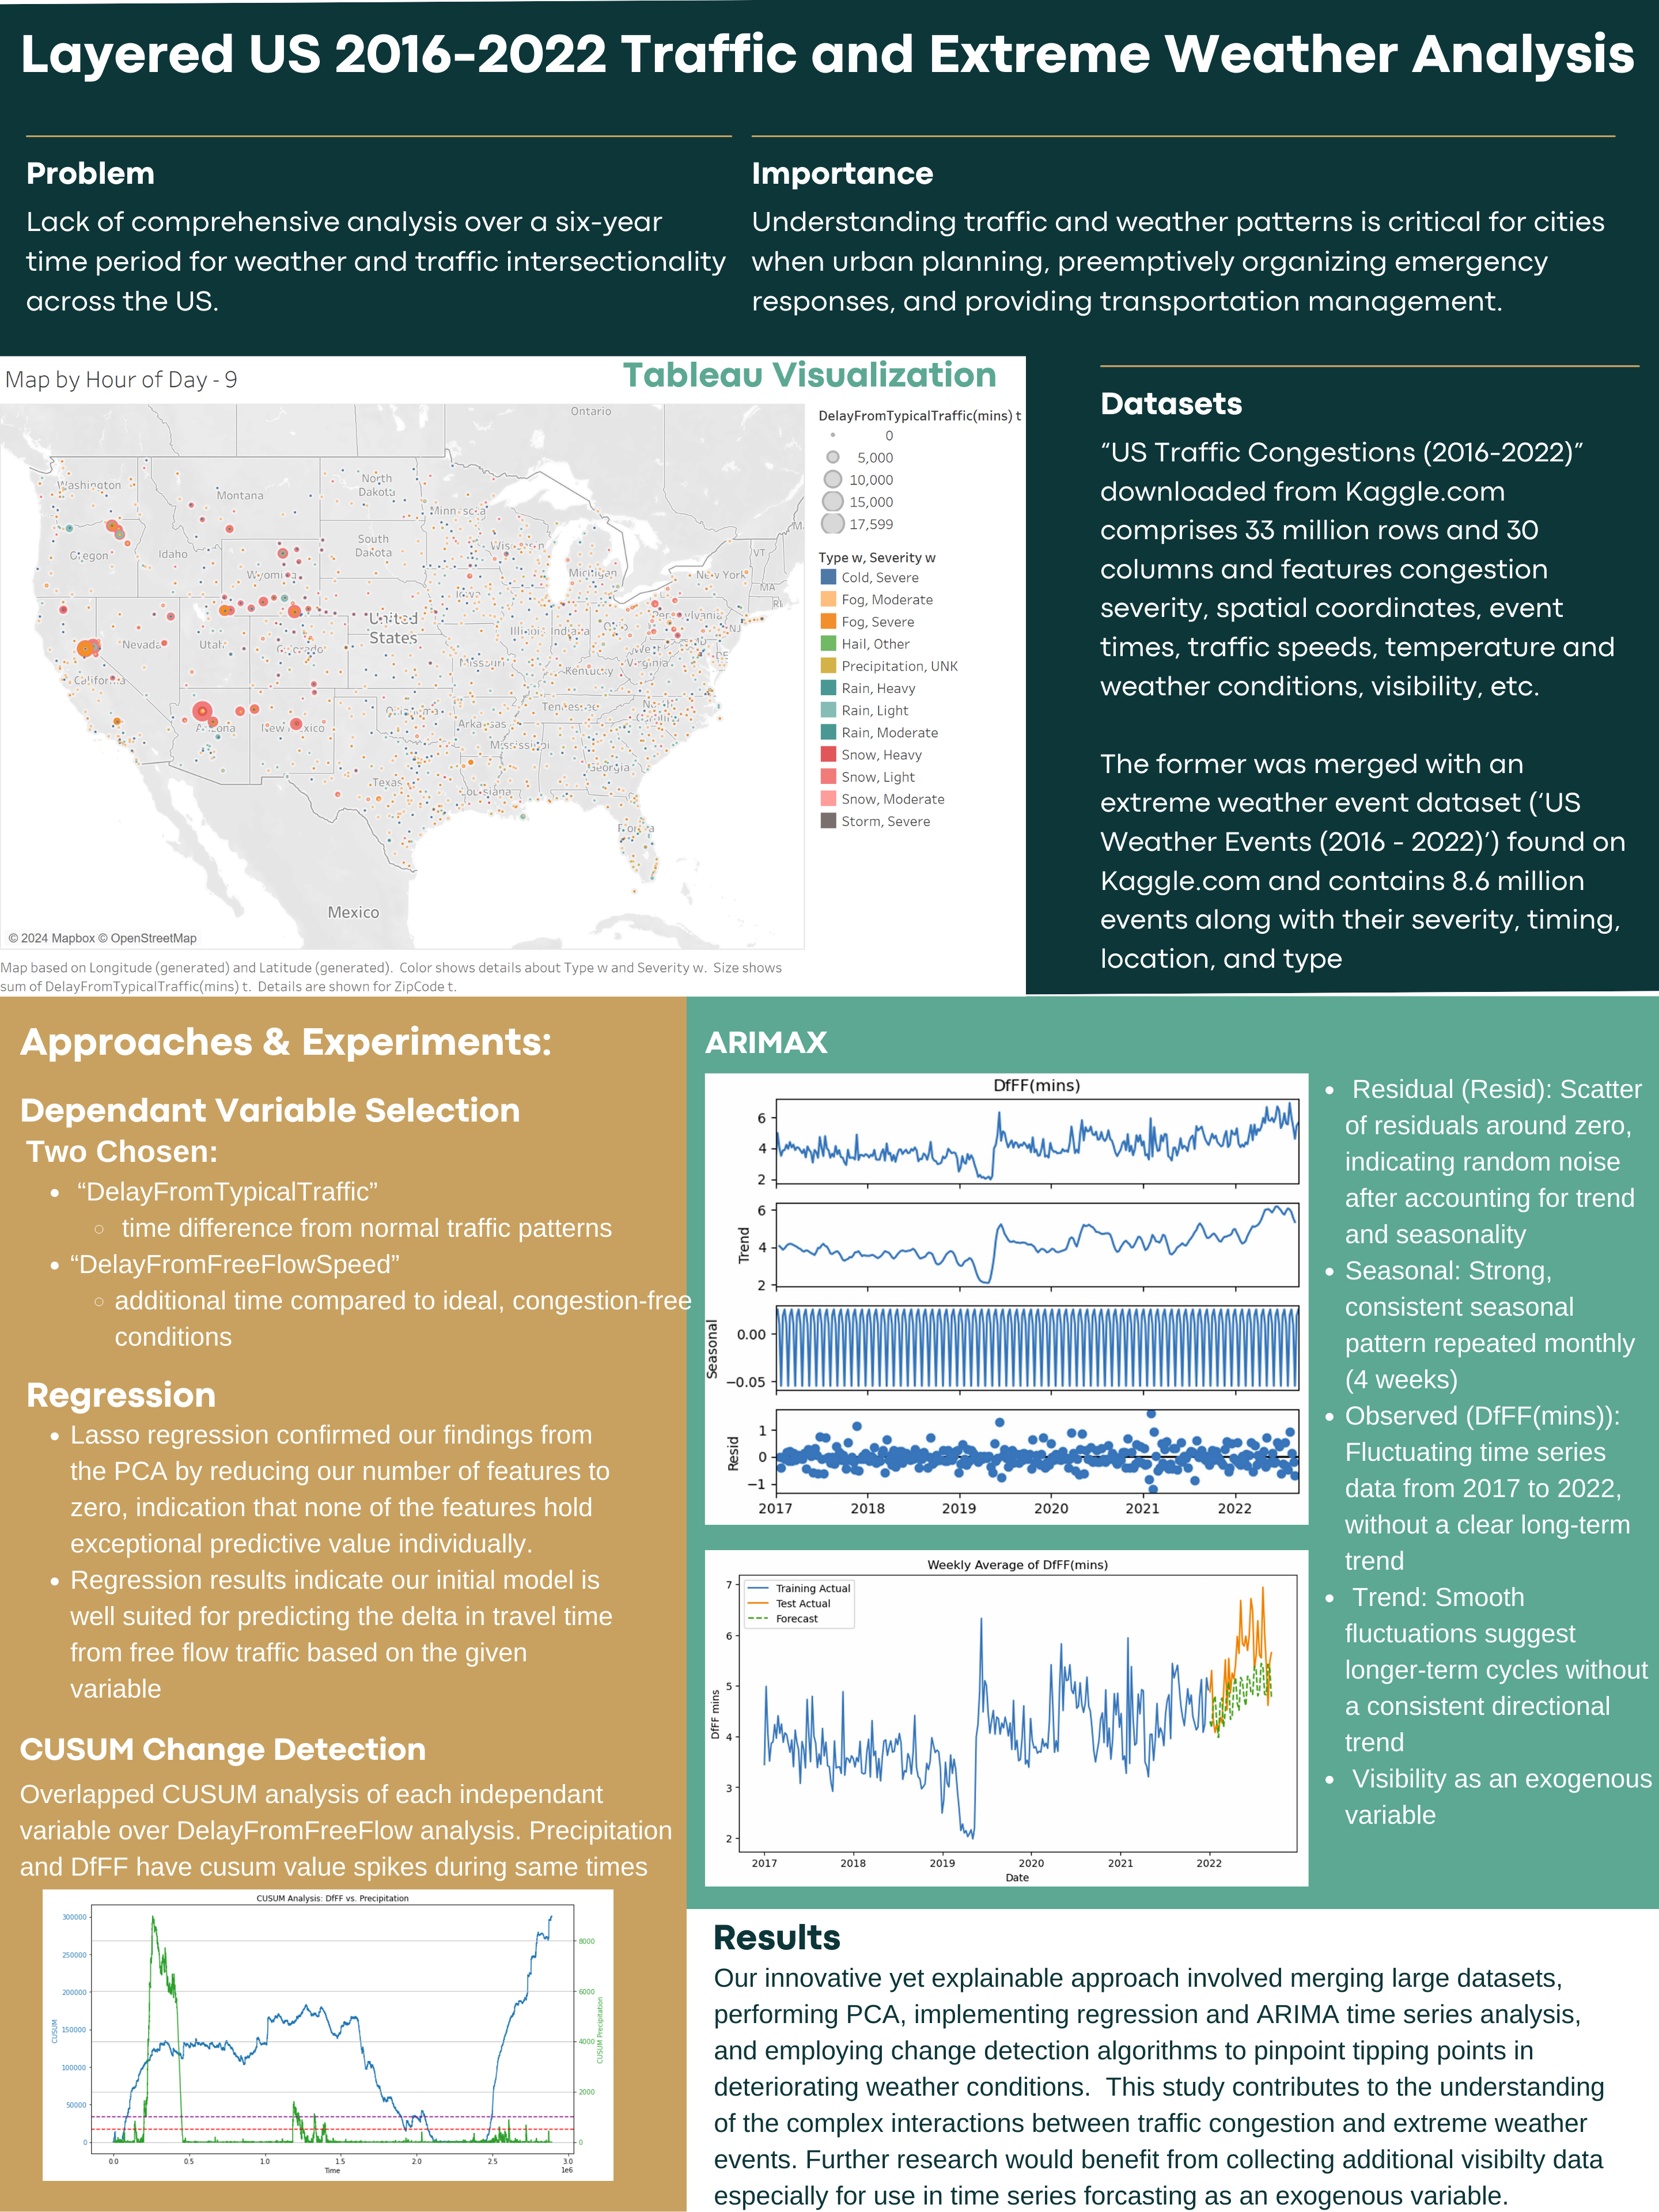 Layered US 2016-2022 Traffic and Extreme Weather Analysis
Problem
Lack of comprehensive analysis over a six-year
time period for weather and traffic intersectionality
across the US.
Importance
Understanding traffic and weather patterns is critical for cities
when urban planning, preemptively organizing emergency
responses, and providing transportation management.
Map by Hour of Day - 9
Tableau Visualization
Ontario
Washington
Montana
North
Dakota
Oregon
Idaho
South
Dakota
VT
Michigan
New York
MA
RI
United
States
NJ
Nevada
Utah
Kentucky
Texas
Georgia
Mexico
© 2024 Mapbox © OpenStreetMap
DelayFromTypicalTraffic(mins) t
0
5,000
10,000
15,000
17,599
Type w, Severity w
Cold, Severe
Fog, Moderate
Fog, Severe
Hail, Other
Precipitation, UNK
Rain, Heavy
Rain, Light
Rain, Moderate
Snow, Heavy
Snow, Light
Snow, Moderate
Storm, Severe
Map based on Longitude (generated) and Latitude (generated). Color shows details about Type w and Severity w. Size shows
sum of DelayFromTypicalTraffic(mins) t. Details are shown for ZipCode t.
Datasets
“US Traffic Congestions (2016-2022)”
downloaded from Kaggle.com
comprises 33 million rows and 30
columns and features congestion
severity, spatial coordinates, event
times, traffic speeds, temperature and
weather conditions, visibility, etc.
The former was merged with an
extreme weather event dataset (‘US
Weather Events (2016 - 2022)’) found on
Kaggle.com and contains 8.6 million
events along with their severity, timing,
location, and type
Approaches & Experiments:
Dependant Variable Selection
Two Chosen:
• “DelayFromTypicalTraffic”
◦ time difference from normal traffic patterns
• “DelayFromFreeFlowSpeed”
◦ additional time compared to ideal, congestion-free
conditions
Regression
• Lasso regression confirmed our findings from
the PCA by reducing our number of features to
zero, indication that none of the features hold
exceptional predictive value individually.
• Regression results indicate our initial model is
well suited for predicting the delta in travel time
from free flow traffic based on the given
variable
CUSUM Change Detection
Overlapped CUSUM analysis of each independant
variable over DelayFromFreeFlow analysis. Precipitation
and DfFF have cusum value spikes during same times
CUSUM Analysis: DfFF vs. Precipitation
300000
250000
200000
150000
100000
50000
0
CUSUM
8000
6000
4000
2000
0
CUSUM Precipitation
0.0 0.5 1.0 1.5 2.0 2.5 3.0
1e6
Time
ARIMAX
DfFF(mins)
6
4
2
Trend
6
4
2
Seasonal
0.00
−0.05
Resid
1
0
−1
2017 2018 2019 2020 2021 2022
Weekly Average of DfFF(mins)
Training Actual
Test Actual
Forecast
7
6
5
4
3
2
DfFF mins
2017 2018 2019 2020 2021 2022
Date
• Residual (Resid): Scatter
of residuals around zero,
indicating random noise
after accounting for trend
and seasonality
• Seasonal: Strong,
consistent seasonal
pattern repeated monthly
(4 weeks)
• Observed (DfFF(mins)):
Fluctuating time series
data from 2017 to 2022,
without a clear long-term
trend
• Trend: Smooth
fluctuations suggest
longer-term cycles without
a consistent directional
trend
• Visibility as an exogenous
variable
Results
Our innovative yet explainable approach involved merging large datasets,
performing PCA, implementing regression and ARIMA time series analysis,
and employing change detection algorithms to pinpoint tipping points in
deteriorating weather conditions. This study contributes to the understanding
of the complex interactions between traffic congestion and extreme weather
events. Further research would benefit from collecting additional visibilty data
especially for use in time series forcasting as an exogenous variable.